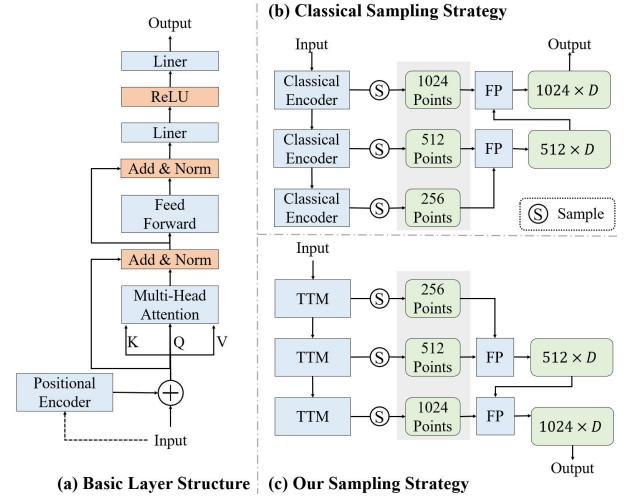 Output
Liner
ReLU
Liner
Add & Norm
Feed
Forward
Add & Norm
Multi-Head
Attention
K Q V
Positional
Encoder
Input
(a) Basic Layer Structure
(b) Classical Sampling Strategy
Input
Output
Classical
Encoder
S
1024
Points
FP
1024 × D
Classical
Encoder
S
512
Points
FP
512 × D
Classical
Encoder
S
256
Points
S Sample
Input
TTM
S
256
Points
TTM
S
512
Points
FP
512 × D
TTM
S
1024
Points
FP
1024 × D
Output
(c) Our Sampling Strategy